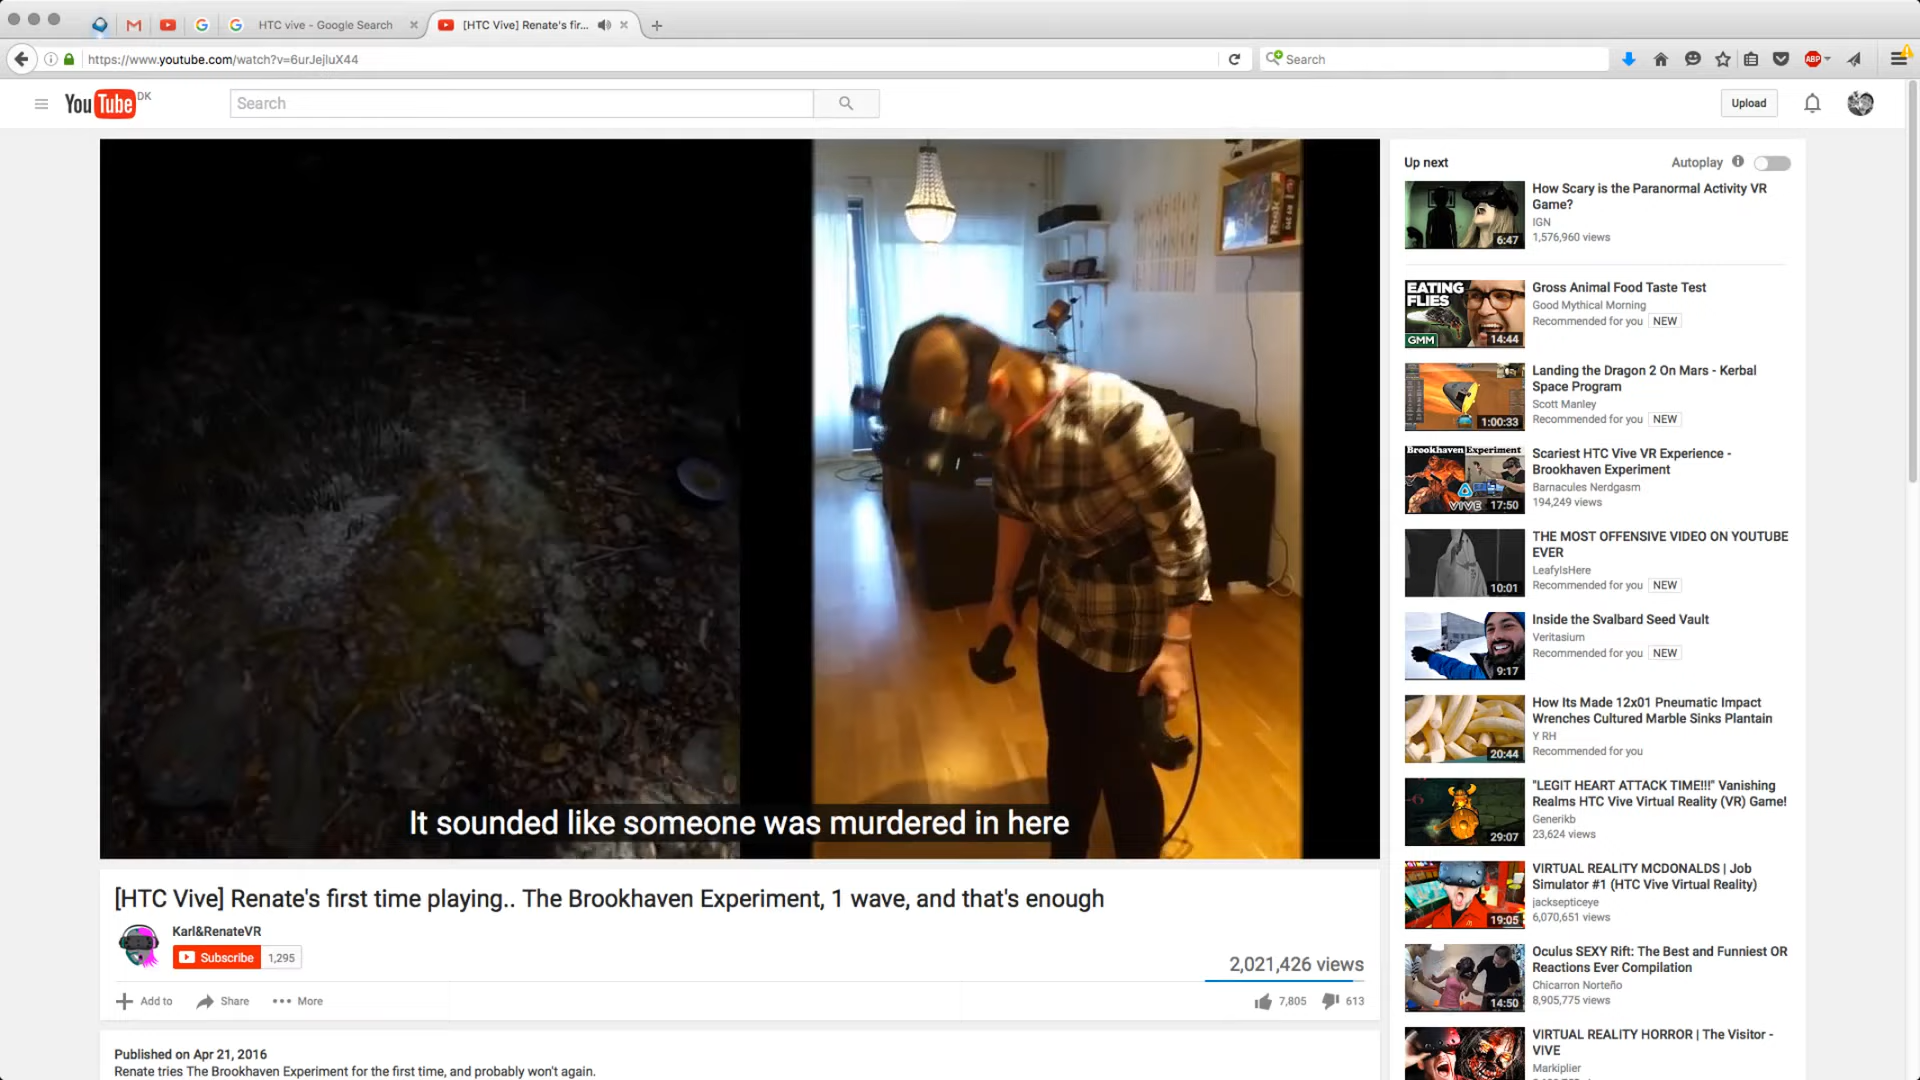 HTC vive - Google Search
[HTC Vive] Renate's fir...
https://www.youtube.com/watch?v=6urJejluX44
Search
ABP
YouTube DK
Search
Upload
It sounded like someone was murdered in here
[HTC Vive] Renate's first time playing.. The Brookhaven Experiment, 1 wave, and that's enough
Karl&RenateVR
Subscribe 1,295
2,021,426 views
Add to Share More
7,805 613
Published on Apr 21, 2016
Renate tries The Brookhaven Experiment for the first time, and probably won't again.
Up next Autoplay
How Scary is the Paranormal Activity VR
Game?
IGN
1,576,960 views
6:47
EATING
FLIES
GMM
14:44
Gross Animal Food Taste Test
Good Mythical Morning
Recommended for you NEW
Landing the Dragon 2 On Mars - Kerbal
Space Program
Scott Manley
Recommended for you NEW
1:00:33
Brookhaven Experiment
VIVE 17:50
Scariest HTC Vive VR Experience -
Brookhaven Experiment
Barnacules Nerdgasm
194,249 views
THE MOST OFFENSIVE VIDEO ON YOUTUBE
EVER
LeafyIsHere
Recommended for you NEW
10:01
Inside the Svalbard Seed Vault
Veritasium
Recommended for you NEW
9:17
How Its Made 12x01 Pneumatic Impact
Wrenches Cultured Marble Sinks Plantain
Y RH
Recommended for you
20:44
"LEGIT HEART ATTACK TIME!!!" Vanishing
Realms HTC Vive Virtual Reality (VR) Game!
Generikb
23,624 views
29:07
VIRTUAL REALITY MCDONALDS | Job
Simulator #1 (HTC Vive Virtual Reality)
jacksepticeye
6,070,651 views
19:05
Oculus SEXY Rift: The Best and Funniest OR
Reactions Ever Compilation
Chicarron Norteño
8,905,775 views
14:50
VIRTUAL REALITY HORROR | The Visitor -
VIVE
Markiplier